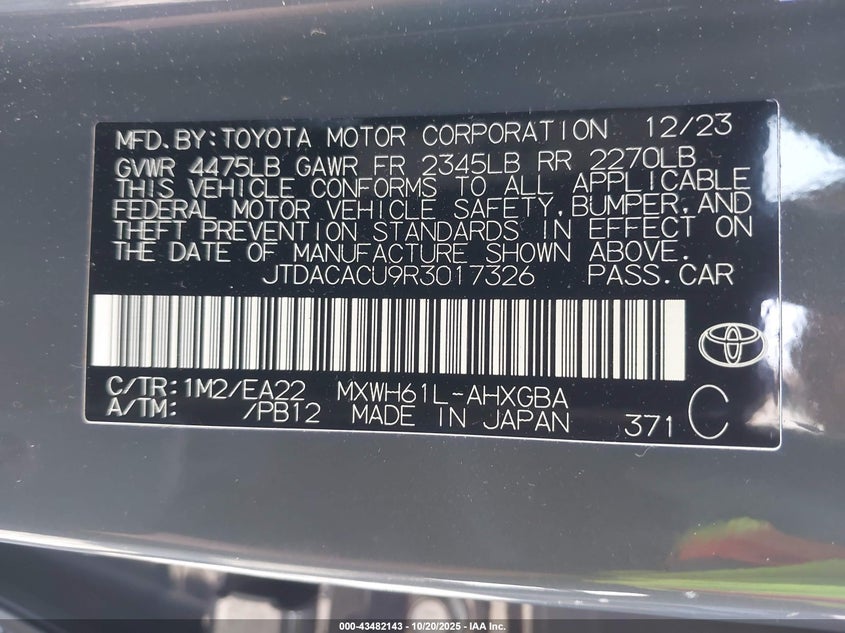 MFD.BY:TOYOTA MOTOR CORPORATION 12/23
GVWR 4475LB GAWR FR 2345LB RR 2270LB
THIS VEHICLE CONFORMS TO ALL APPLICABLE
FEDERAL MOTOR VEHICLE SAFETY,BUMPER,AND
THEFT PREVENTION STANDARDS IN EFFECT ON
THE DATE OF MANUFACTURE SHOWN ABOVE.
JTDACACU9R3017326 PASS.CAR
C/TR:1M2/EA22 MXWH61L-AHXGBA
A/TM: /PB12 MADE IN JAPAN 371 C
000-43482143 - 10/20/2025 - IAA Inc.